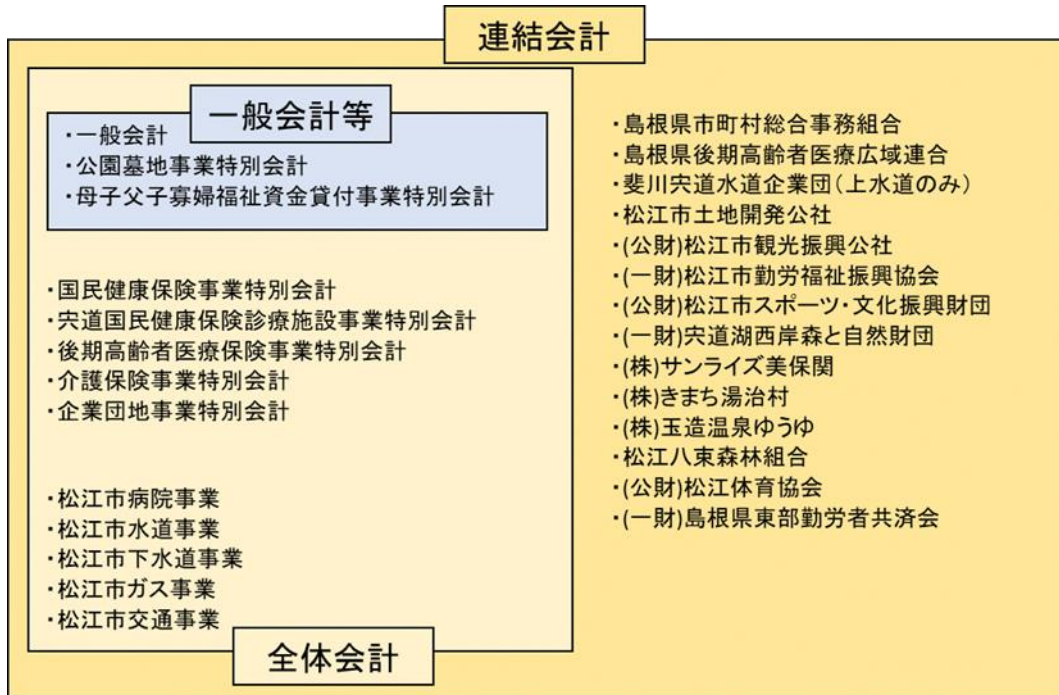 連結会計
一般会計等
・一般会計
・公園墓地事業特別会計
・母子父子寡婦福祉資金貸付事業特別会計
・国民健康保険事業特別会計
・宍道国民健康保険診療施設事業特別会計
・後期高齢者医療保険事業特別会計
・介護保険事業特別会計
・企業団地事業特別会計
・松江市病院事業
・松江市水道事業
・松江市下水道事業
・松江市ガス事業
・松江市交通事業
全体会計
・島根県市町村総合事務組合
・島根県後期高齢者医療広域連合
・斐川宍道水道企業団(上水道のみ)
・松江市土地開発公社
・(公財)松江市観光振興公社
・(一財)松江市勤労福祉振興協会
・(公財)松江市スポーツ・文化振興財団
・(一財)宍道湖西岸森と自然財団
・(株)サンライズ美保関
・(株)きまち湯治村
・(株)玉造温泉ゆうゆ
・松江八束森林組合
・(公財)松江体育協会
・(一財)島根県東部勤労者共済会